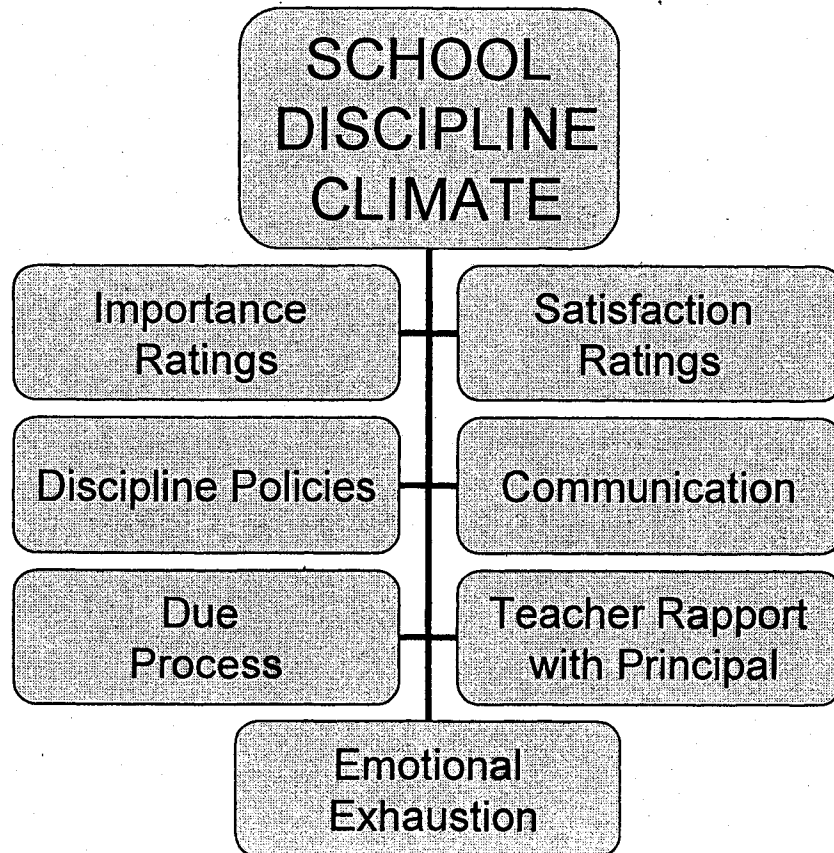 SCHOOL
DISCIPLINE
CLIMATE
Importance
Ratings
Satisfaction
Ratings
Discipline Policies
Communication
Due
Process
Teacher Rapport
with Principal
Emotional
Exhaustion